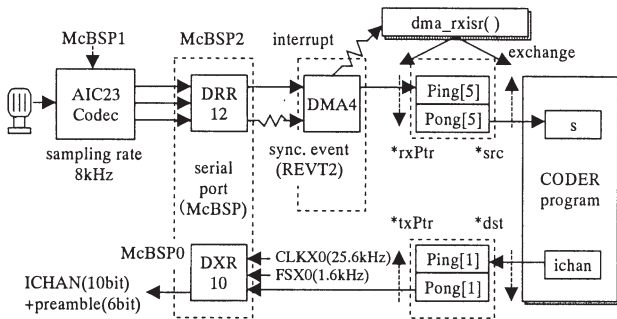 McBSP1
McBSP2
interrupt
dma_rxisr( )
exchange
AIC23
Codec
DRR
12
DMA4
Ping[5]
Pong[5]
s
sampling rate
8kHz
sync. event
(REVT2)
*rxPtr
*src
serial
port
(McBSP)
CODER
program
*txPtr
*dst
McBSP0
DXR
10
CLKX0(25.6kHz)
FSX0(1.6kHz)
Ping[1]
Pong[1]
ichan
ICHAN(10bit)
+preamble(6bit)